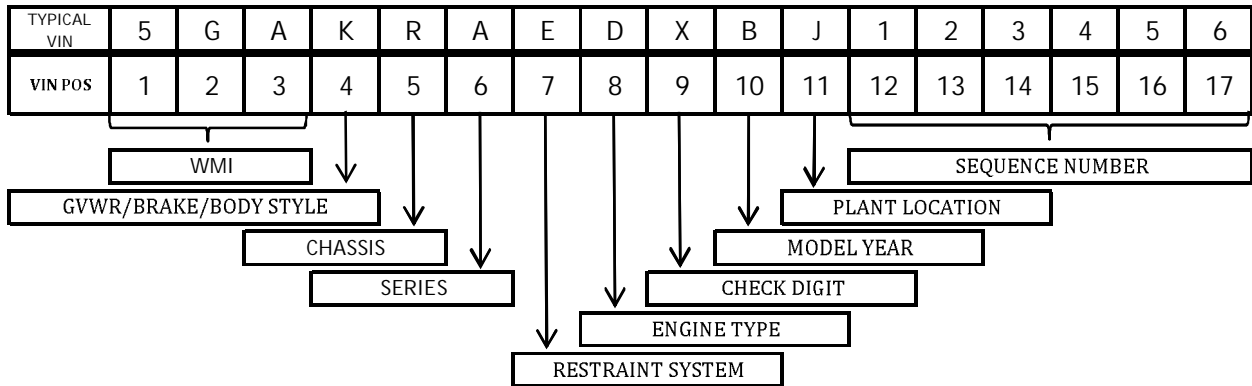 TYPICAL VIN 5 G A K R A E D X B J 1 2 3 4 5 6
VIN POS 1 2 3 4 5 6 7 8 9 10 11 12 13 14 15 16 17
WMI SEQUENCE NUMBER
GVWR/BRAKE/BODY STYLE PLANT LOCATION
CHASSIS MODEL YEAR
SERIES CHECK DIGIT
ENGINE TYPE
RESTRAINT SYSTEM